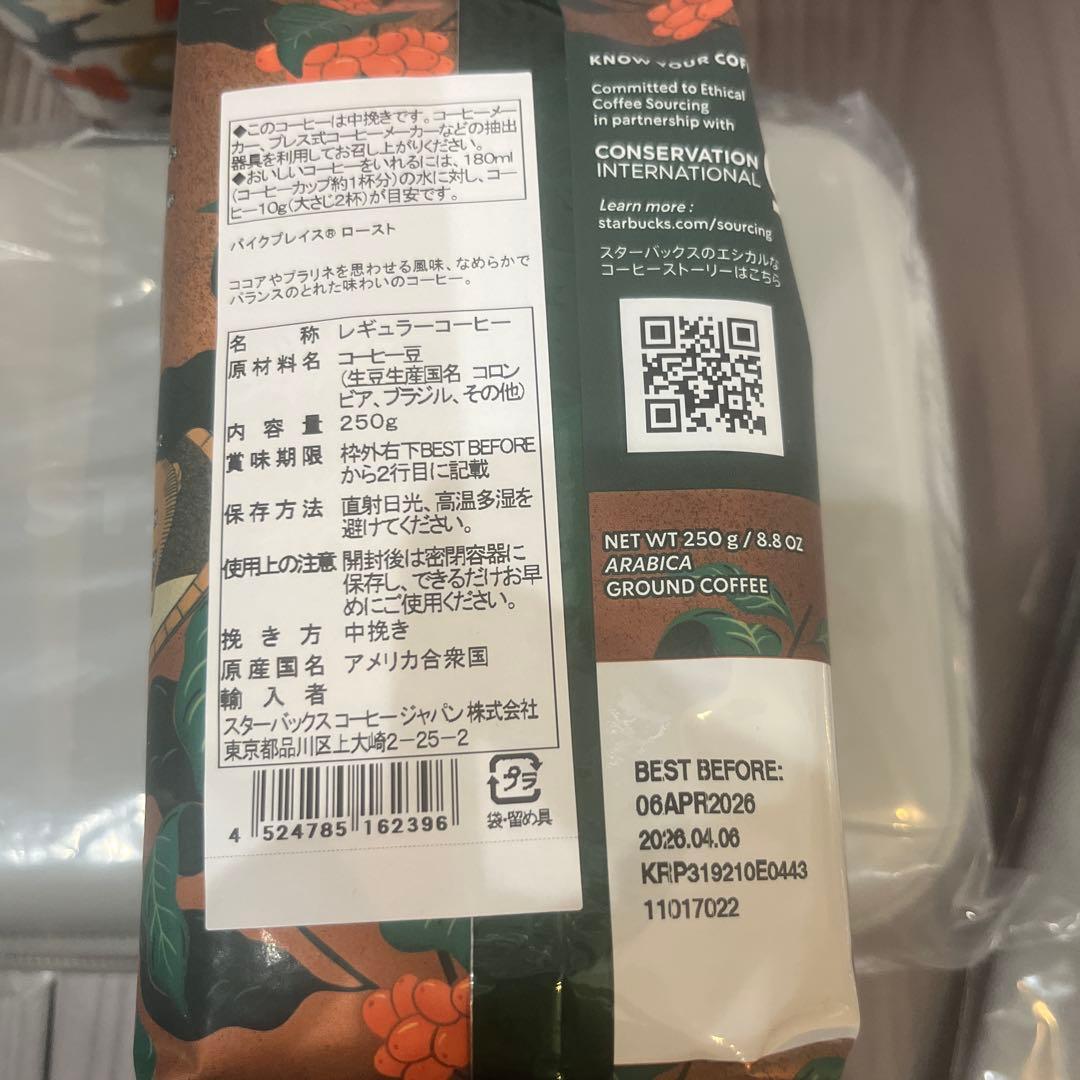 ◆このコーヒーは中挽きです。コーヒーメー
カー、プレス式コーヒーメーカーなどの抽出
器具を利用してお召し上がりください。
◆おいしいコーヒーをいれるには、180ml
(コーヒーカップ約1杯分)の水に対し、コー
ヒー10g(大さじ2杯)が目安です。
パイクプレイス® ロースト
ココアやプラリネを思わせる風味、なめらかで
バランスのとれた味わいのコーヒー。
名称 レギュラーコーヒー
原材料名 コーヒー豆
(生豆生産国名 コロン
ビア、ブラジル、その他)
内容量 250g
賞味期限 枠外右下BEST BEFORE
から2行目に記載
保存方法 直射日光、高温多湿を
避けてください。
使用上の注意 開封後は密閉容器に
保存し、できるだけお早
めにご使用ください。
挽き方 中挽き
原産国名 アメリカ合衆国
輸入者
スターバックス コーヒー ジャパン 株式会社
東京都品川区上大崎2-25-2
4 524785 162396
プラ
袋・留め具
KNOW YOUR COF
Committed to Ethical
Coffee Sourcing
in partnership with
CONSERVATION
INTERNATIONAL
Learn more :
starbucks.com/sourcing
スターバックスのエシカルな
コーヒーストーリーはこちら
NET WT 250 g / 8.8 OZ
ARABICA
GROUND COFFEE
BEST BEFORE:
06APR2026
2026.04.06
KRP319210E0443
11017022